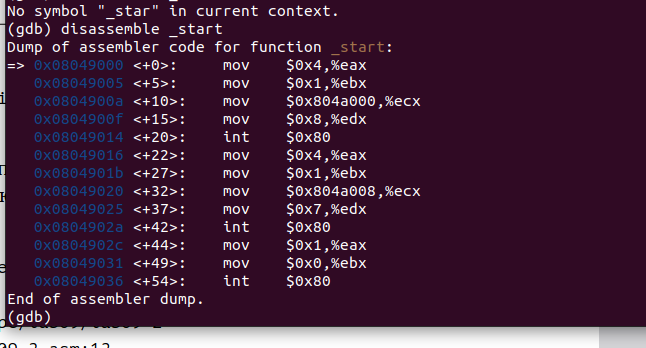 No symbol "_star" in current context.
(gdb) disassemble _start
Dump of assembler code for function _start:
=> 0x08049000 <+0>:     mov    $0x4,%eax
   0x08049005 <+5>:     mov    $0x1,%ebx
   0x0804900a <+10>:    mov    $0x804a000,%ecx
   0x0804900f <+15>:    mov    $0x8,%edx
   0x08049014 <+20>:    int    $0x80
   0x08049016 <+22>:    mov    $0x4,%eax
   0x0804901b <+27>:    mov    $0x1,%ebx
   0x08049020 <+32>:    mov    $0x804a008,%ecx
   0x08049025 <+37>:    mov    $0x7,%edx
   0x0804902a <+42>:    int    $0x80
   0x0804902c <+44>:    mov    $0x1,%eax
   0x08049031 <+49>:    mov    $0x0,%ebx
   0x08049036 <+54>:    int    $0x80
End of assembler dump.
(gdb)